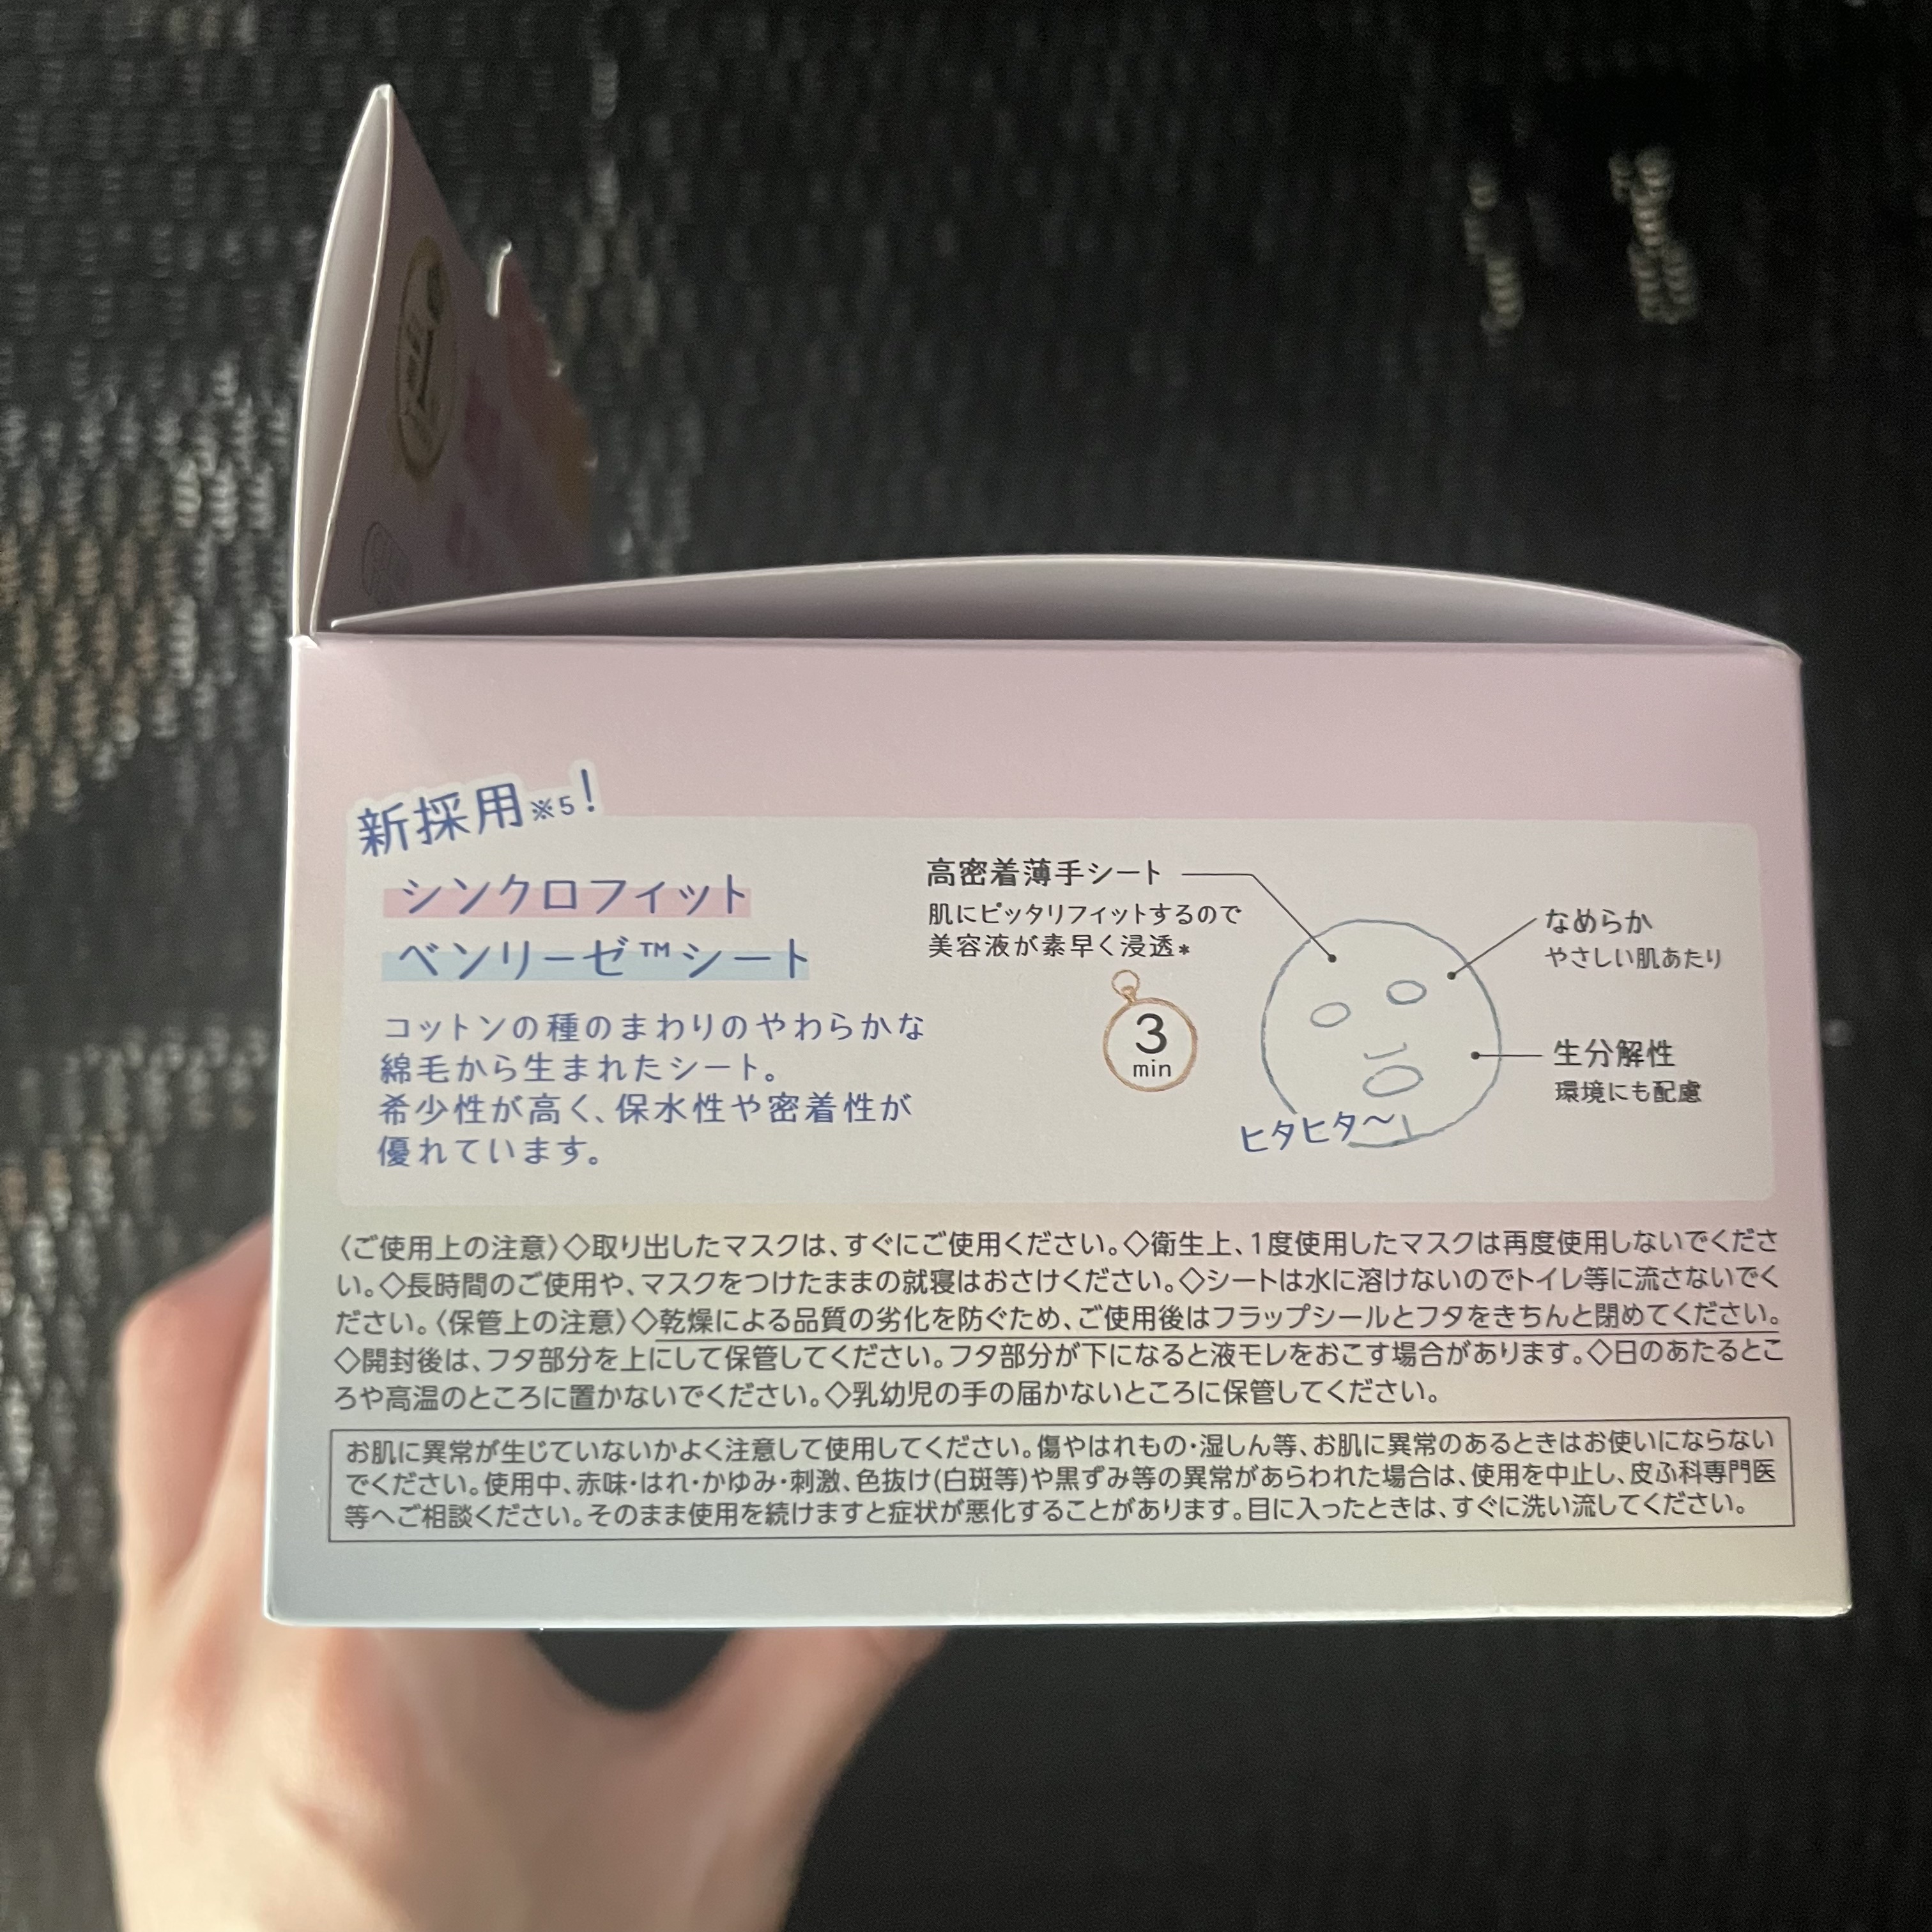 新採用※5!
シンクロフィット
ベンリーゼ™シート
コットンの種のまわりのやわらかな
綿毛から生まれたシート。
希少性が高く、保水性や密着性が
優れています。
高密着薄手シート
肌にピッタリフィットするので
美容液が素早く浸透*
3
min
なめらか
やさしい肌あたり
生分解性
環境にも配慮
ヒタヒタ〜
〈ご使用上の注意〉◇取り出したマスクは、すぐにご使用ください。◇衛生上、1度使用したマスクは再度使用しないでくださ
い。◇長時間のご使用や、マスクをつけたままの就寝はおさけください。◇シートは水に溶けないのでトイレ等に流さないでく
ださい。〈保管上の注意〉◇乾燥による品質の劣化を防ぐため、ご使用後はフラップシールとフタをきちんと閉めてください。
◇開封後は、フタ部分を上にして保管してください。フタ部分が下になると液モレをおこす場合があります。◇日のあたるとこ
ろや高温のところに置かないでください。◇乳幼児の手の届かないところに保管してください。
お肌に異常が生じていないかよく注意して使用してください。傷やはれもの・湿しん等、お肌に異常のあるときはお使いにならない
でください。使用中、赤味・はれ・かゆみ・刺激、色抜け(白斑等)や黒ずみ等の異常があらわれた場合は、使用を中止し、皮ふ科専門医
等へご相談ください。そのまま使用を続けますと症状が悪化することがあります。目に入ったときは、すぐに洗い流してください。